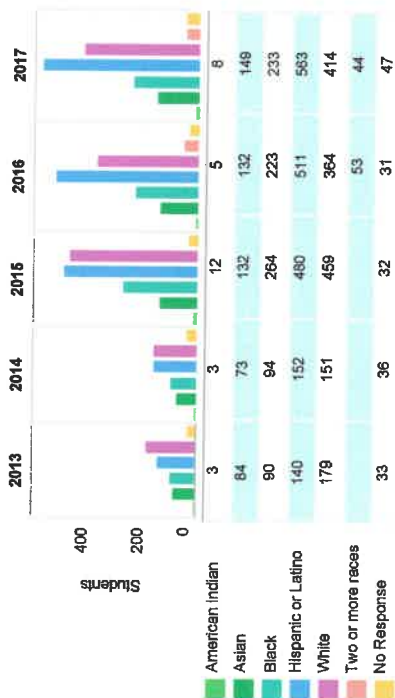 2013 2014 2015 2016 2017
400
200
0
Students
American Indian 3 3 12 5 8
Asian 84 73 132 132 149
Black 90 94 264 223 233
Hispanic or Latino 140 152 480 511 563
White 179 151 459 364 414
Two or more races 53 44
No Response 33 36 32 31 47